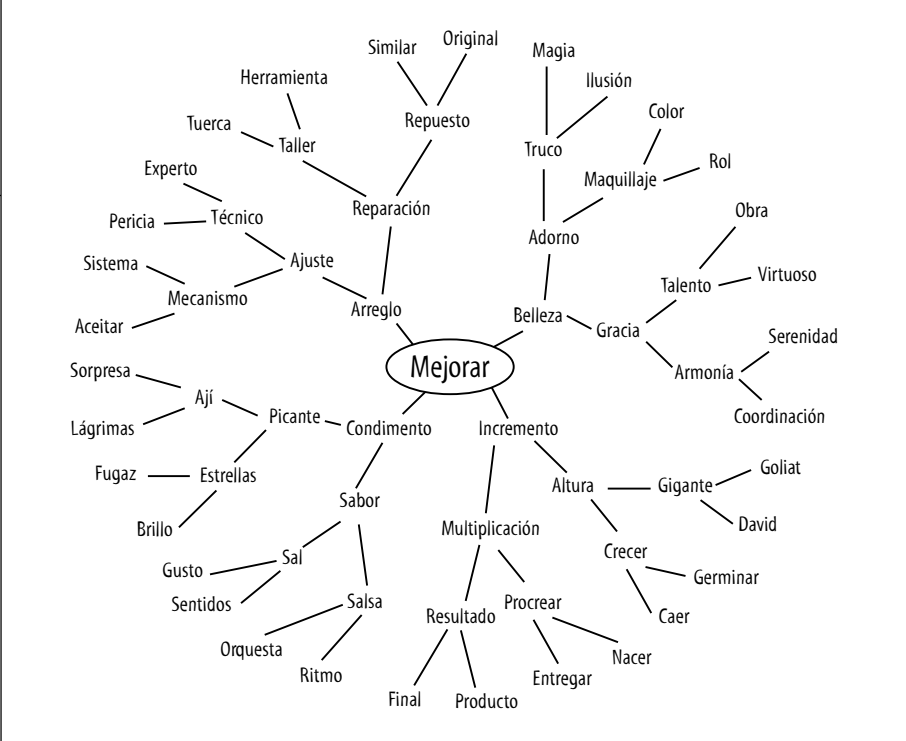 Original
Similar
Magia
Herramienta
Ilusión
Color
Repuesto
Tuerca
Taller
Truco
Rol
Experto
Maquillaje
Reparación
Obra
Pericia
Técnico
Adorno
Sistema
Ajuste
Virtuoso
Talento
Mecanismo
Arreglo
Belleza
Aceitar
Gracia
Serenidad
Mejorar
Sorpresa
Armonía
Ají
Picante
Coordinación
Lágrimas
Condimento
Incremento
Goliat
Fugaz
Estrellas
Altura
Gigante
Sabor
David
Brillo
Multiplicación
Crecer
Sal
Gusto
Germinar
Sentidos
Salsa
Procrear
Resultado
Caer
Orquesta
Nacer
Ritmo
Entregar
Final
Producto